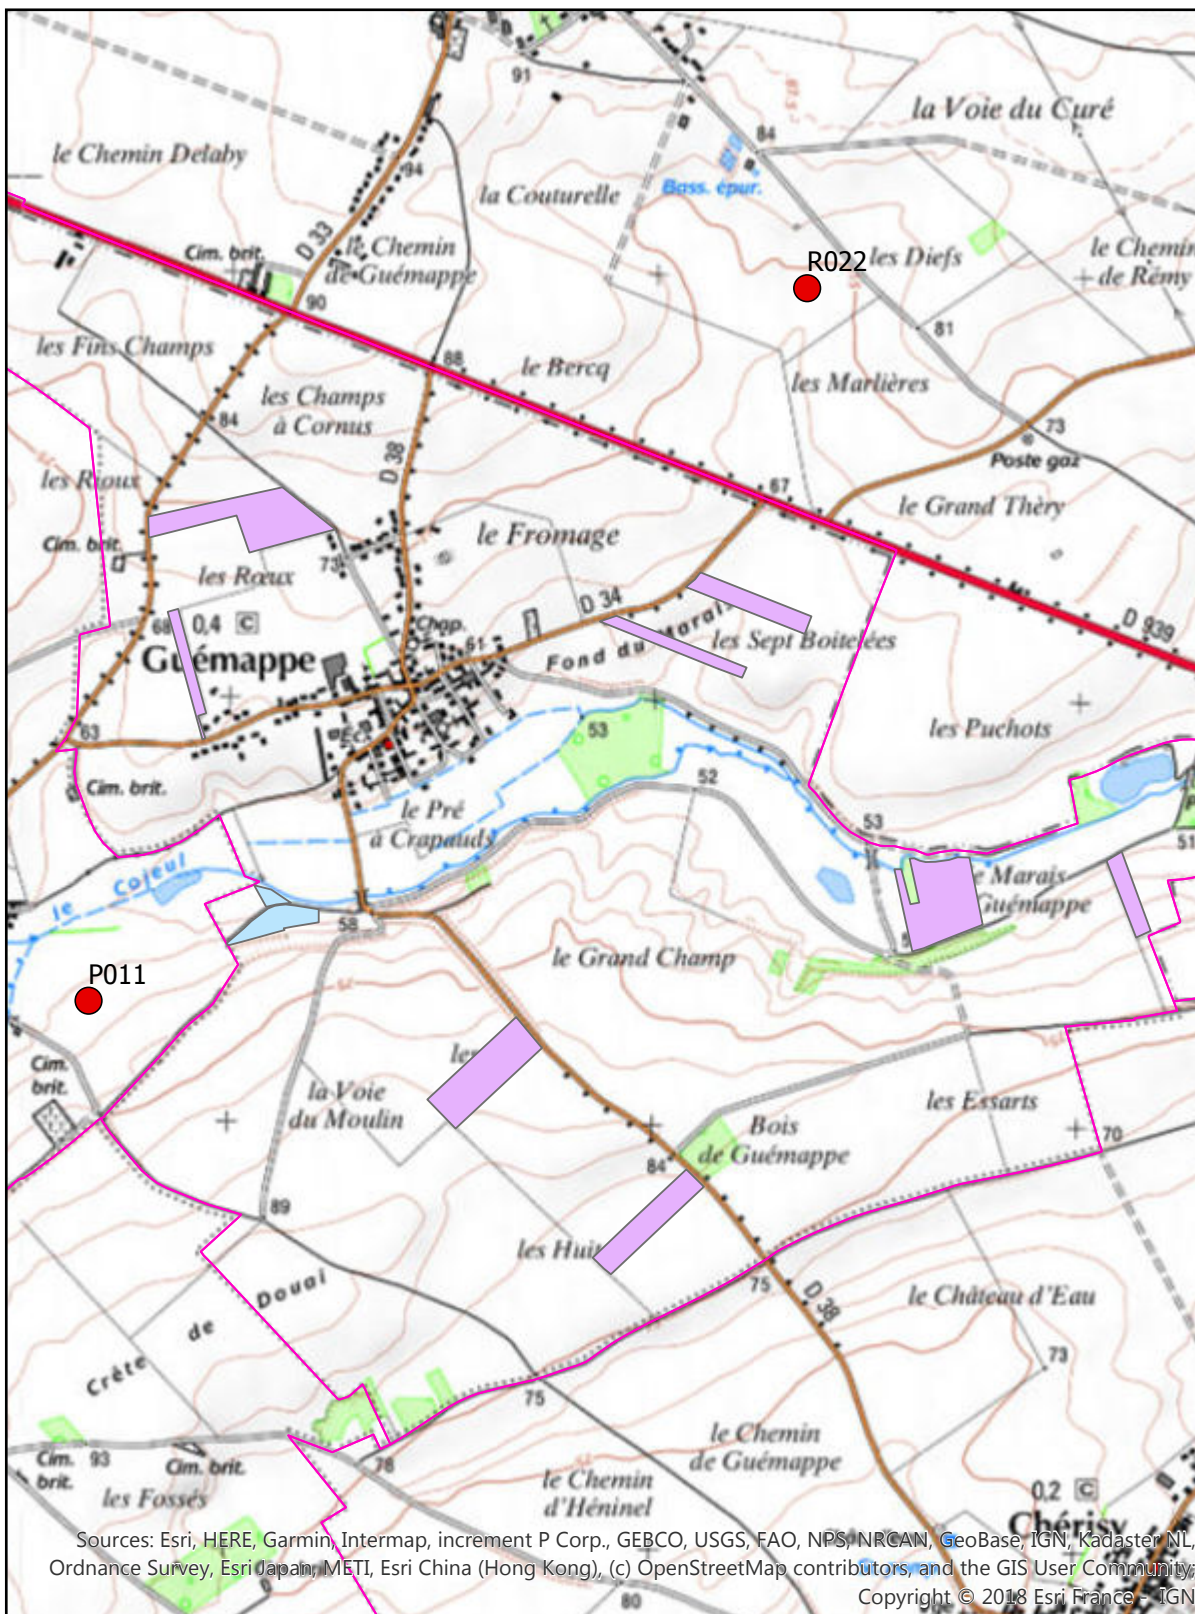 91
la Voie du Curé
84
le Chemin Delaby
94
la Couturelle
Bass. épur.
87,5
D 33
Cim. brit.
le Chemin
de Guémappe
R022
les Diefs
le Chemin
de Rémy
90
81
les Fins Champs
88
le Bercq
les Marlières
les Champs
à Cornus
84
73
D 38
Poste gaz
les Rioux
67
le Grand Thèry
le Fromage
Cim. brit.
73
les Rœux
D 34
D 939
68
0,4 C
Chap.
Fond du Marais
les Sept Boitelées
Guémappe
61
63
53
les Puchots
Éc.
52
Cim. brit.
le Pré
à Crapauds
53
51
le Cojeul
le Marais
Guémappe
58
le Grand Champ
P011
75
Cim.
brit.
les
la Voie
du Moulin
les Essarts
Bois
de Guémappe
70
84
89
les Huit
75
D 38
le Château d'Eau
Crête de Douai
73
75
le Chemin
de Guémappe
Cim.
brit.
93
Cim. brit.
78
les Fossés
le Chemin
d'Héninel
0,2 C
Chérisy
Sources: Esri, HERE, Garmin, Intermap, increment P Corp., GEBCO, USGS, FAO, NPS, NRCAN, GeoBase, IGN, Kadaster NL,
Ordnance Survey, Esri Japan, METI, Esri China (Hong Kong), (c) OpenStreetMap contributors, and the GIS User Community,
Copyright © 2018 Esri France - IGN
80